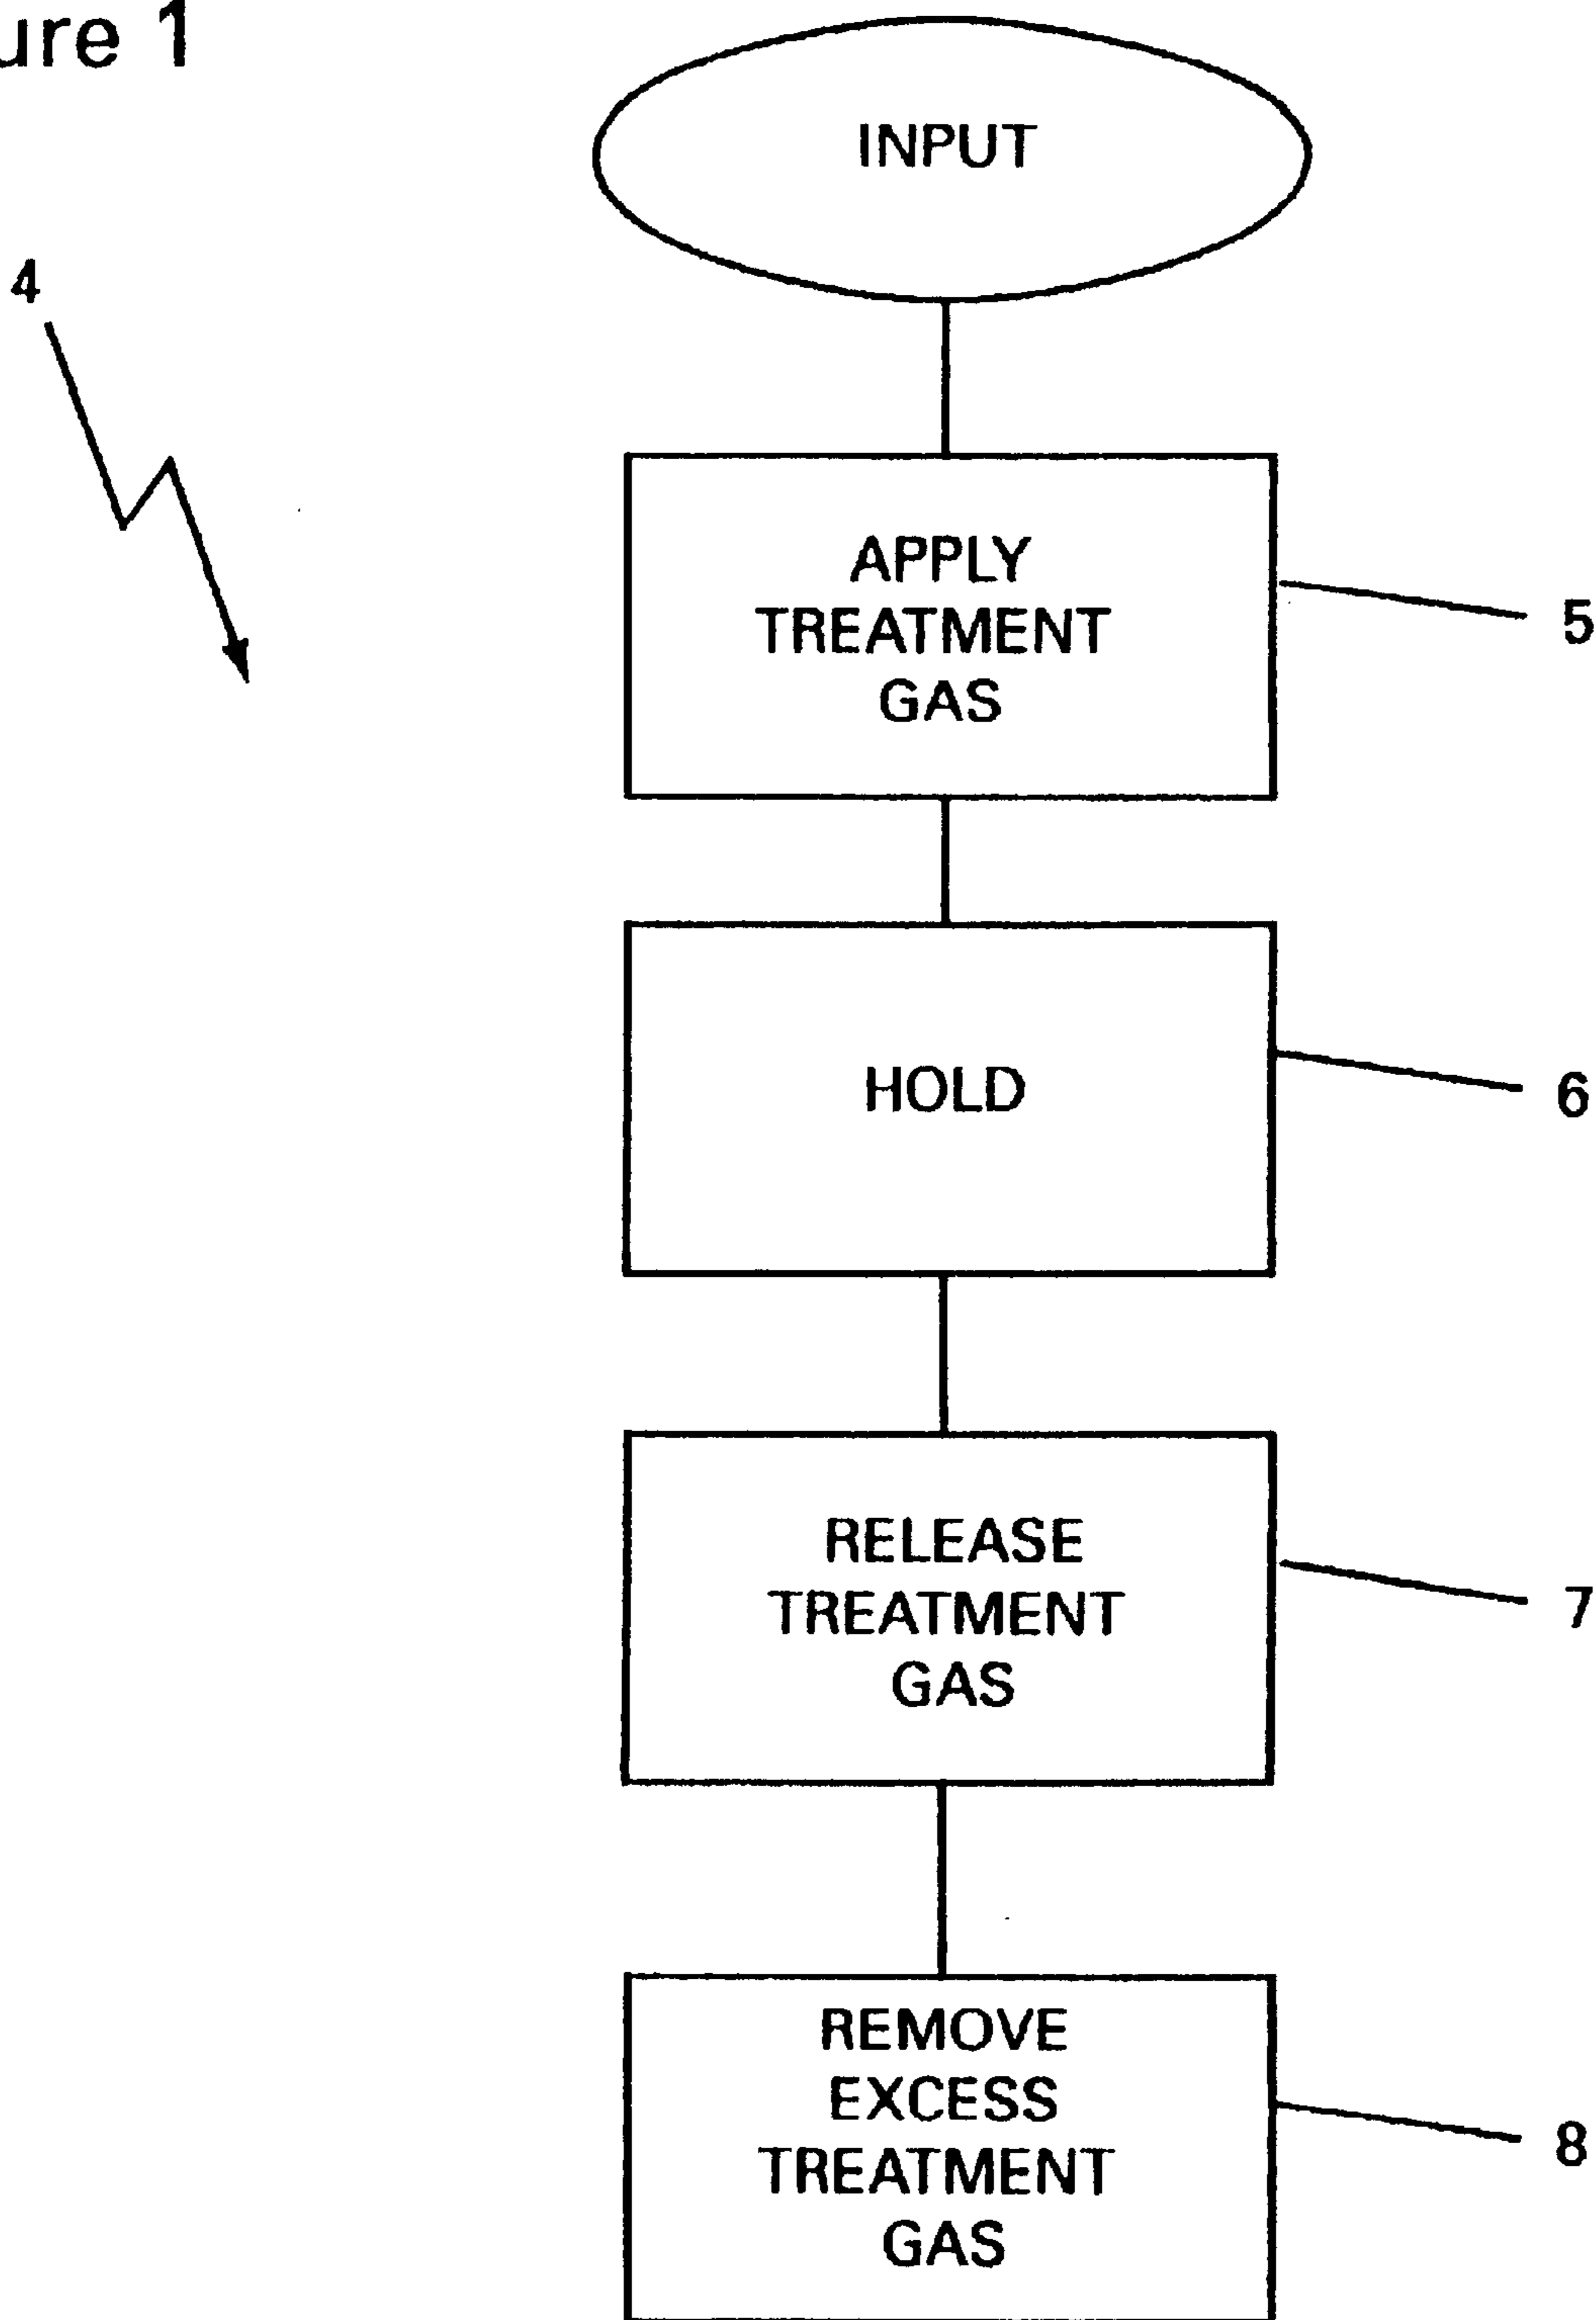 ure 1
INPUT
4
APPLY
TREATMENT
GAS
5
HOLD
6
RELEASE
TREATMENT
GAS
7
REMOVE
EXCESS
TREATMENT
GAS
8